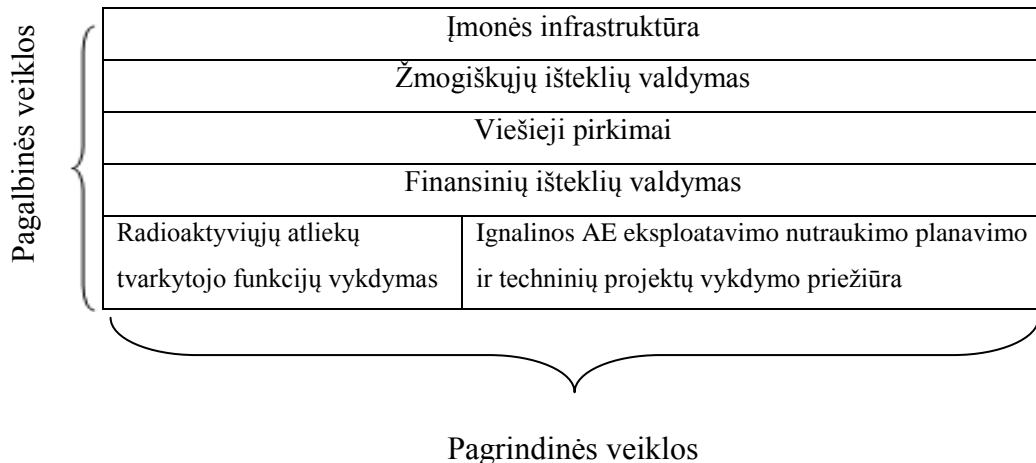 Pagalbinės veiklos
Įmonės infrastruktūra
Žmogiškųjų išteklių valdymas
Viešieji pirkimai
Finansinių išteklių valdymas
Radioaktyviųjų atliekų
tvarkytojo funkcijų vykdymas
Ignalinos AE eksploatavimo nutraukimo planavimo
ir techninių projektų vykdymo priežiūra
Pagrindinės veiklos